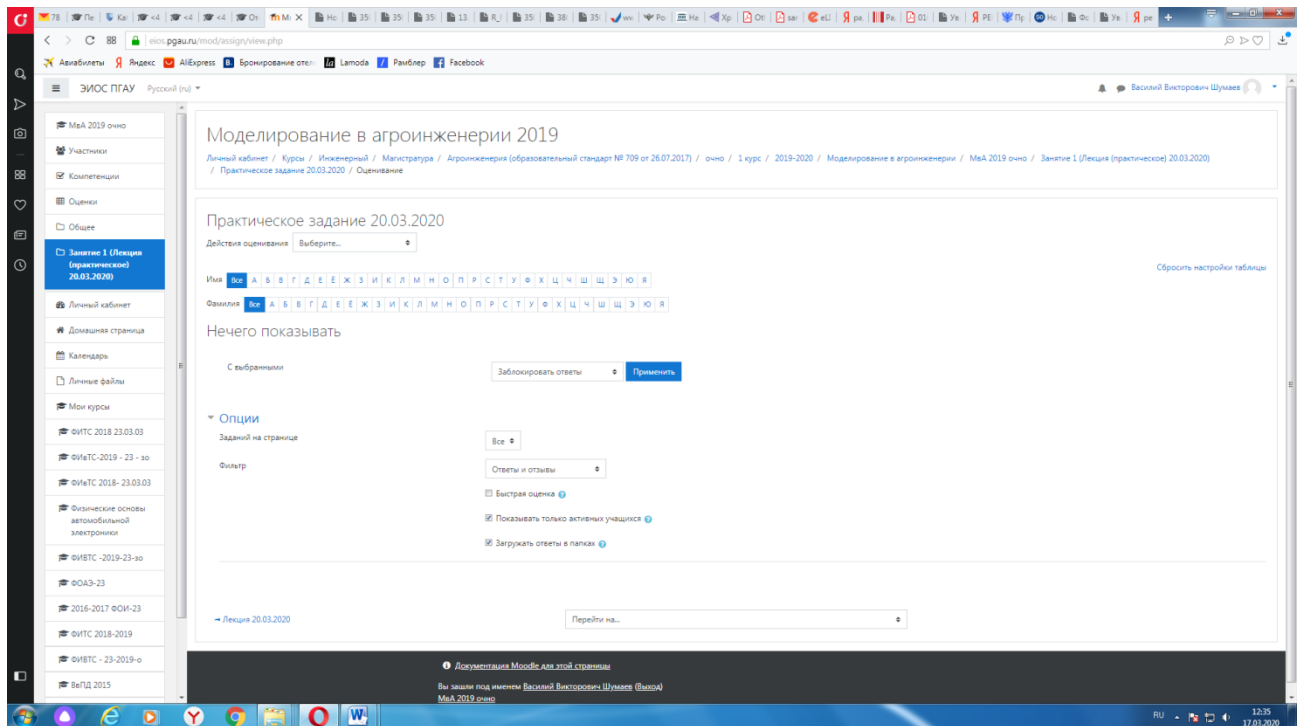 eios.pgau.ru/mod/assign/view.php
Авиабилеты Яндекс AliExpress Бронирование отел Lamoda Рамблер Facebook
ЭИОС ПГАУ Русский (ru)
Василий Викторович Шумаев
МвА 2019 очно
Участники
Компетенции
Оценки
Общее
Занятие 1 (Лекция
(практическое)
20.03.2020)
Личный кабинет
Домашняя страница
Календарь
Личные файлы
Мои курсы
ФИТС 2018 23.03.03
ФИвТС-2019 - 23 - зо
ФИвТС 2018- 23.03.03
Физические основы
автомобильной
электроники
ФИВТС -2019-23-зо
ФОАЭ-23
2016-2017 ФОИ-23
ФИТС 2018-2019
ФИВТС - 23-2019-о
ВеПД 2015
Моделирование в агроинженерии 2019
Личный кабинет / Курсы / Инженерный / Магистратура / Агроинженерия (образовательный стандарт № 709 от 26.07.2017) / очно / 1 курс / 2019-2020 / Моделирование в агроинженерии / МвА 2019 очно / Занятие 1 (Лекция (практическое) 20.03.2020)
/ Практическое задание 20.03.2020 / Оценивание
Практическое задание 20.03.2020
Действия оценивания Выберите...
Сбросить настройки таблицы
Имя Все А Б В Г Д Е Ё Ж З И К Л М Н О П Р С Т У Ф Х Ц Ч Ш Щ Э Ю Я
Фамилия Все А Б В Г Д Е Ё Ж З И К Л М Н О П Р С Т У Ф Х Ц Ч Ш Щ Э Ю Я
Нечего показывать
С выбранными Заблокировать ответы Применить
Опции
Заданий на странице Все
Фильтр Ответы и отзывы
Быстрая оценка
Показывать только активных учащихся
Загружать ответы в папках
→ Лекция 20.03.2020 Перейти на...
Документация Moodle для этой страницы
Вы зашли под именем Василий Викторович Шумаев (Выход)
МвА 2019 очно
RU 12:35
17.03.2020